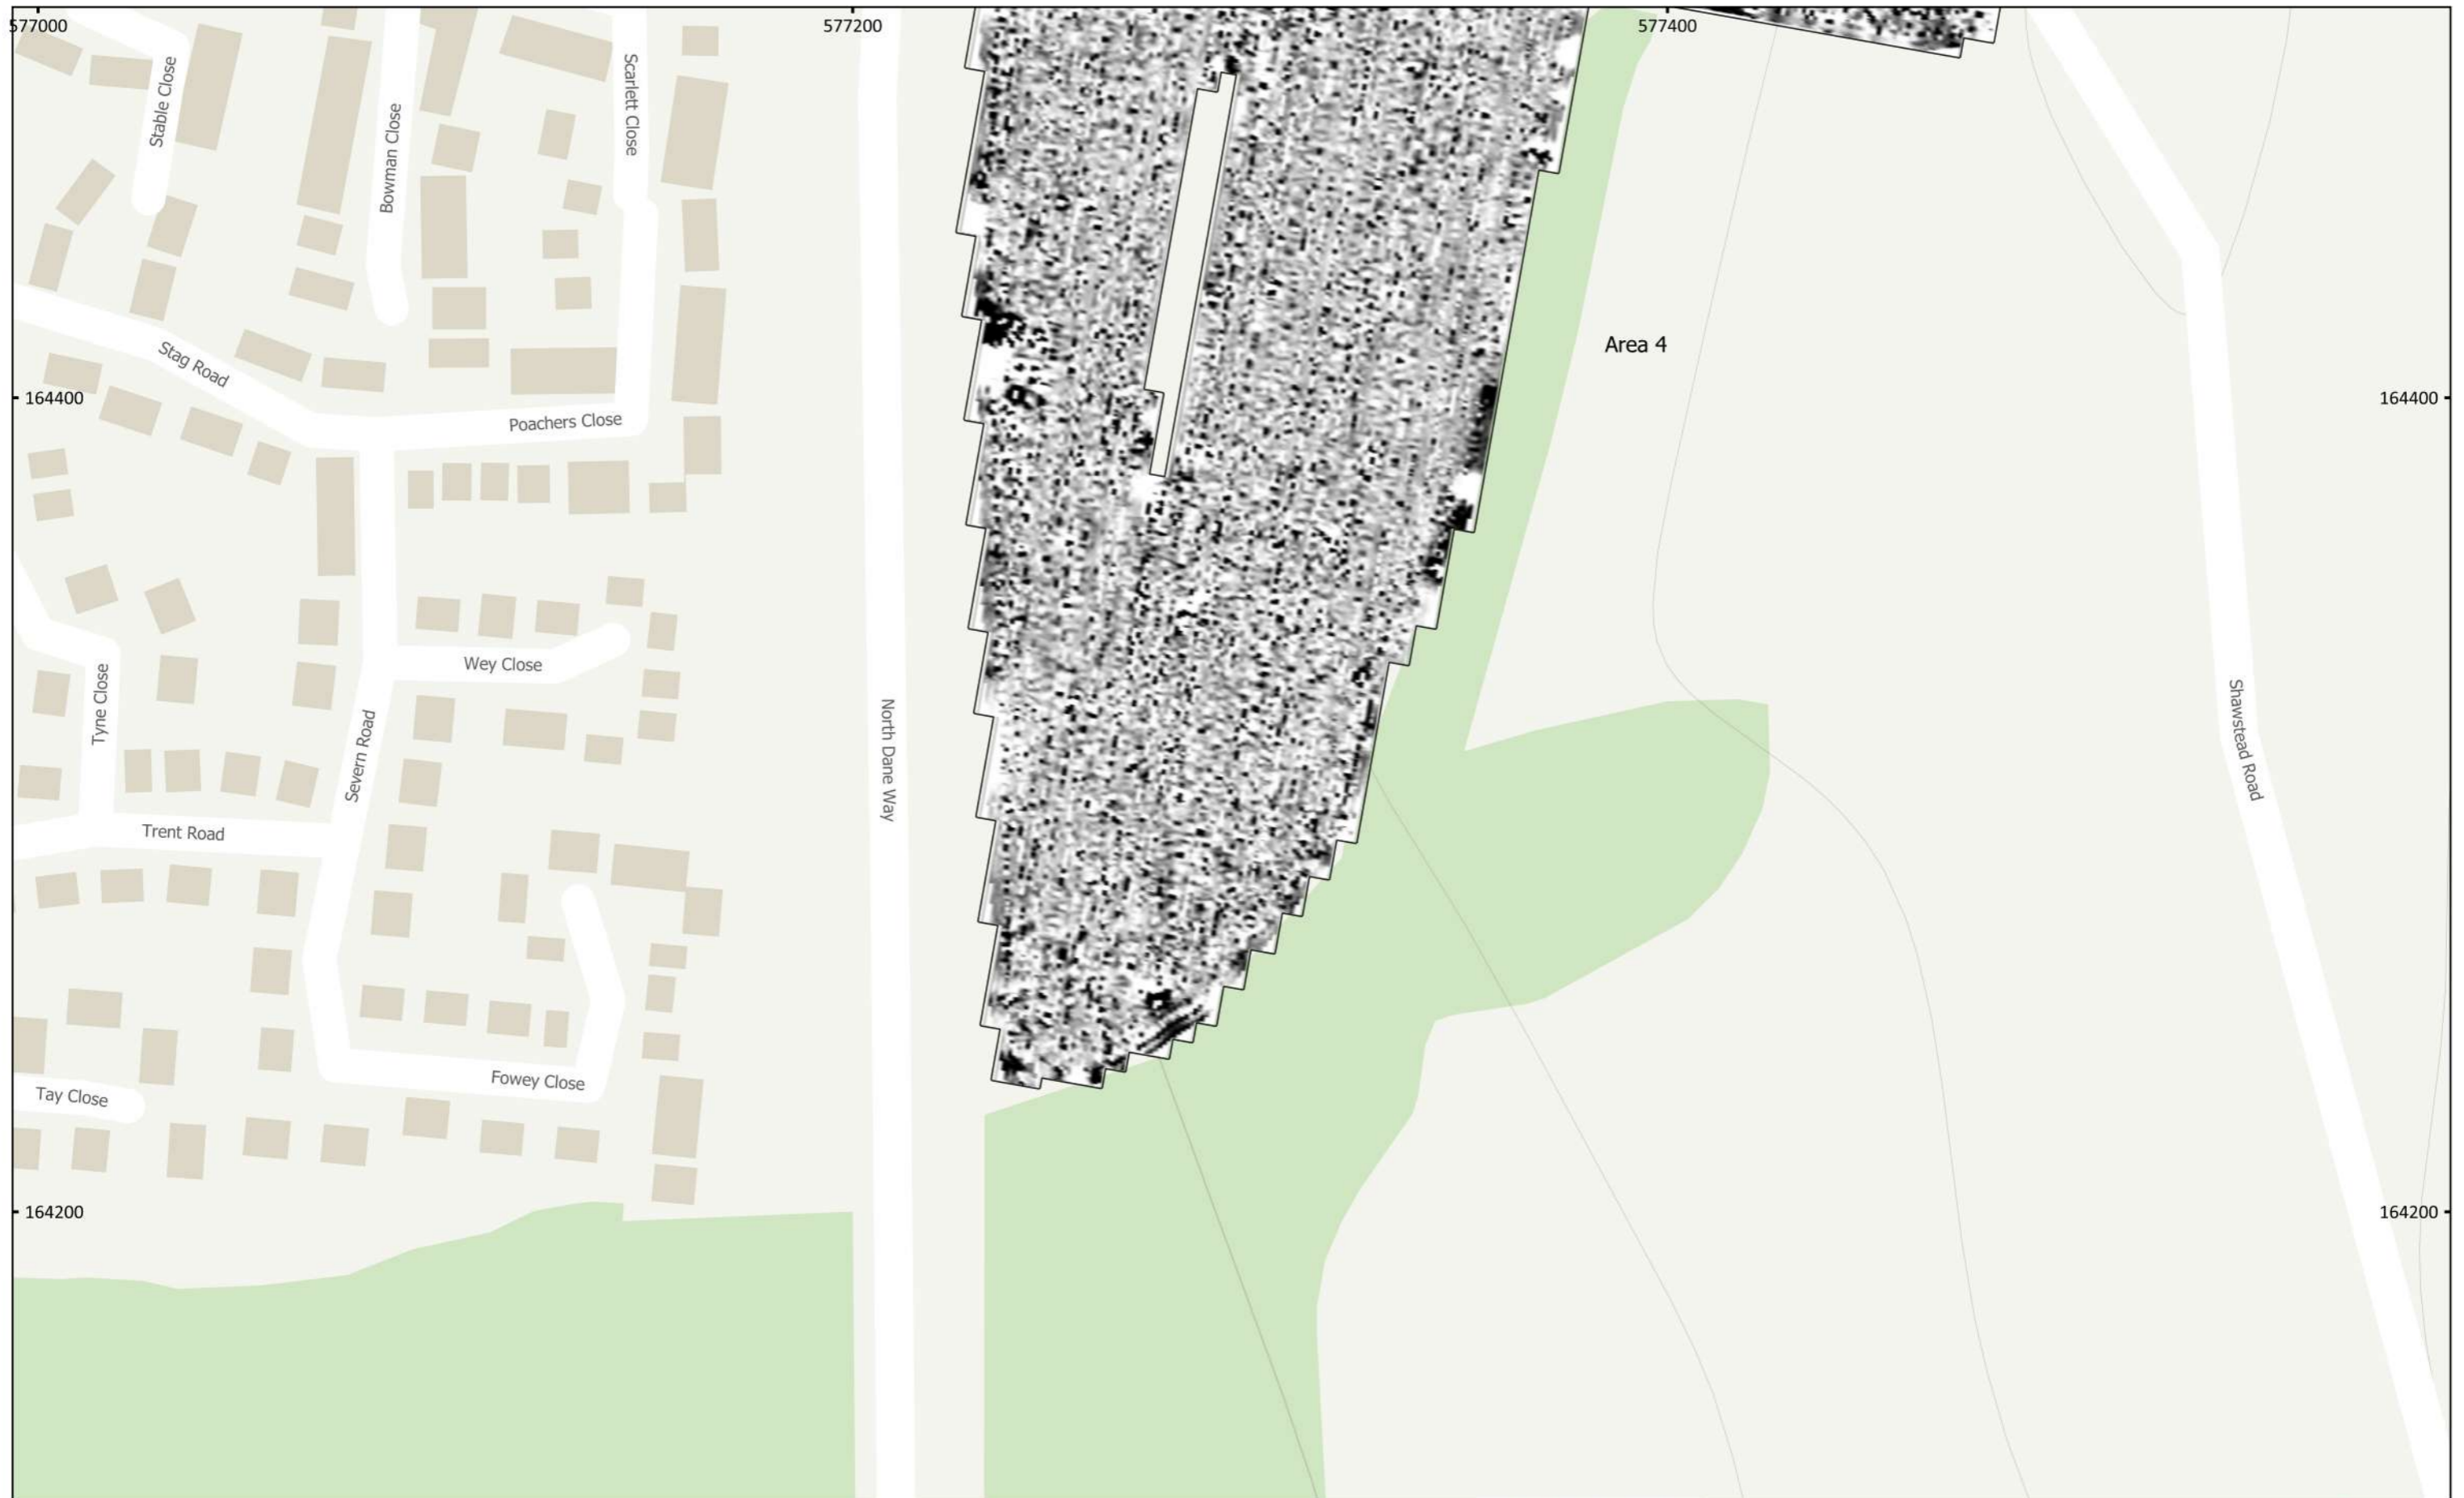 577000
577200
577400
Stable Close
Bowman Close
Scarlett Close
Area 4
Stag Road
164400
164400
Poachers Close
Wey Close
Tyne Close
Severn Road
North Dane Way
Shawstead Road
Trent Road
Fowey Close
Tay Close
164200
164200